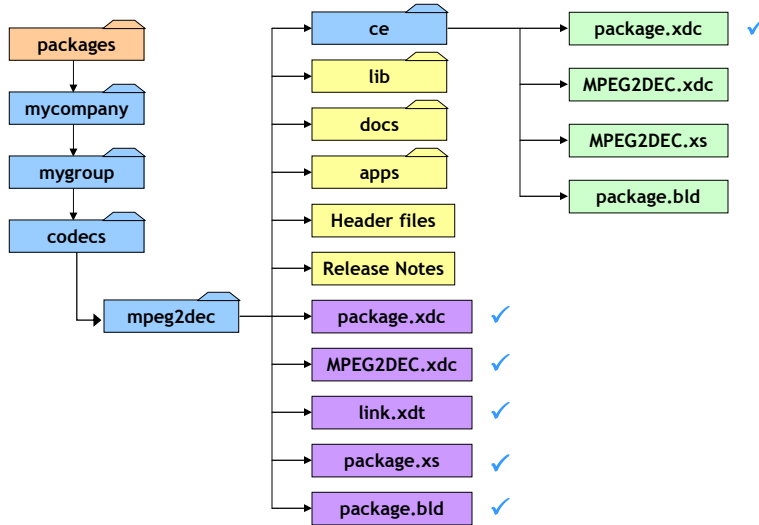 packages
mycompany
mygroup
codecs
mpeg2dec
ce
lib
docs
apps
Header files
Release Notes
package.xdc
MPEG2DEC.xdc
link.xdt
package.xs
package.bld
package.xdc
MPEG2DEC.xdc
MPEG2DEC.xs
package.bld